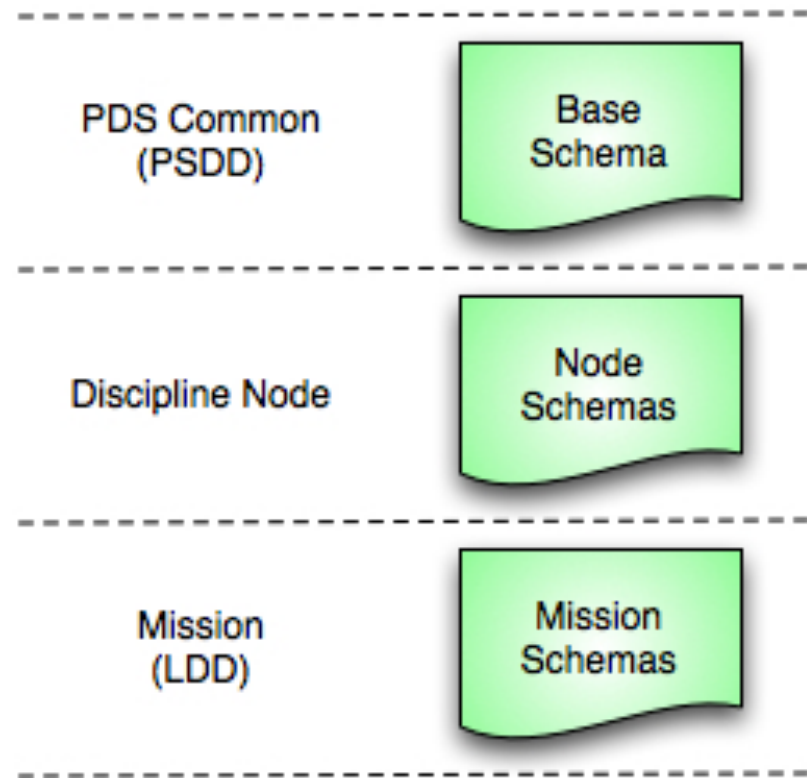 PDS Common
(PSDD)
Base
Schema
Discipline Node
Node
Schemas
Mission
(LDD)
Mission
Schemas